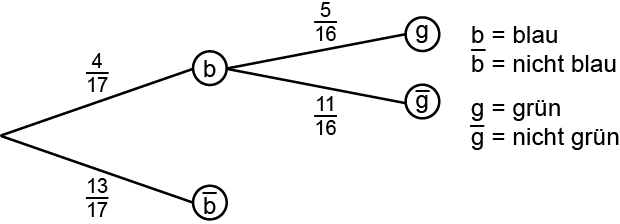 5/16
g
b = blau
b̅ = nicht blau
4/17
b
11/16
g̅
g = grün
g̅ = nicht grün
13/17
b̅